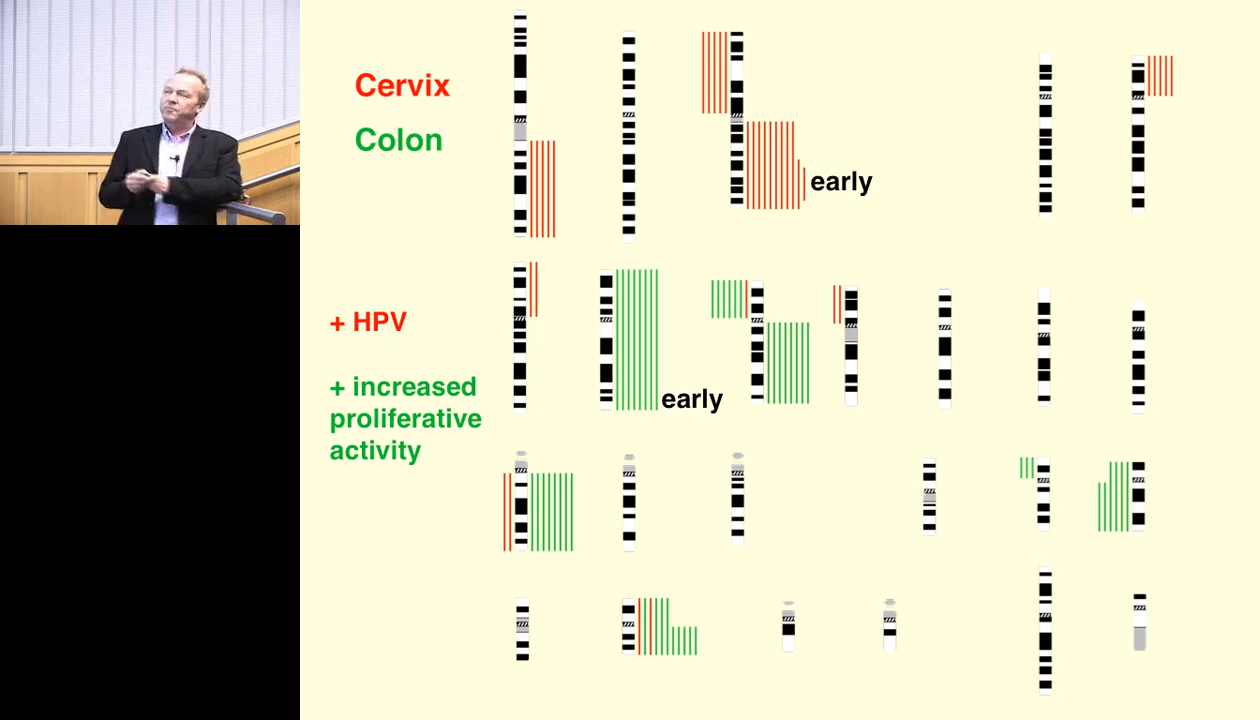 Cervix
Colon
early
+ HPV
+ increased
proliferative
activity
early